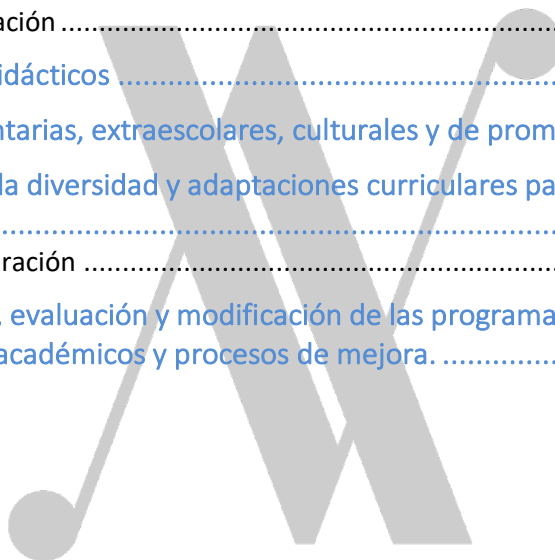 ación ..........................................................................
idácticos ..........................................................
ntarias, extraescolares, culturales y de prom
la diversidad y adaptaciones curriculares pa
..........................................................................
ración .......................................................................
, evaluación y modificación de las programa
académicos y procesos de mejora. ...............